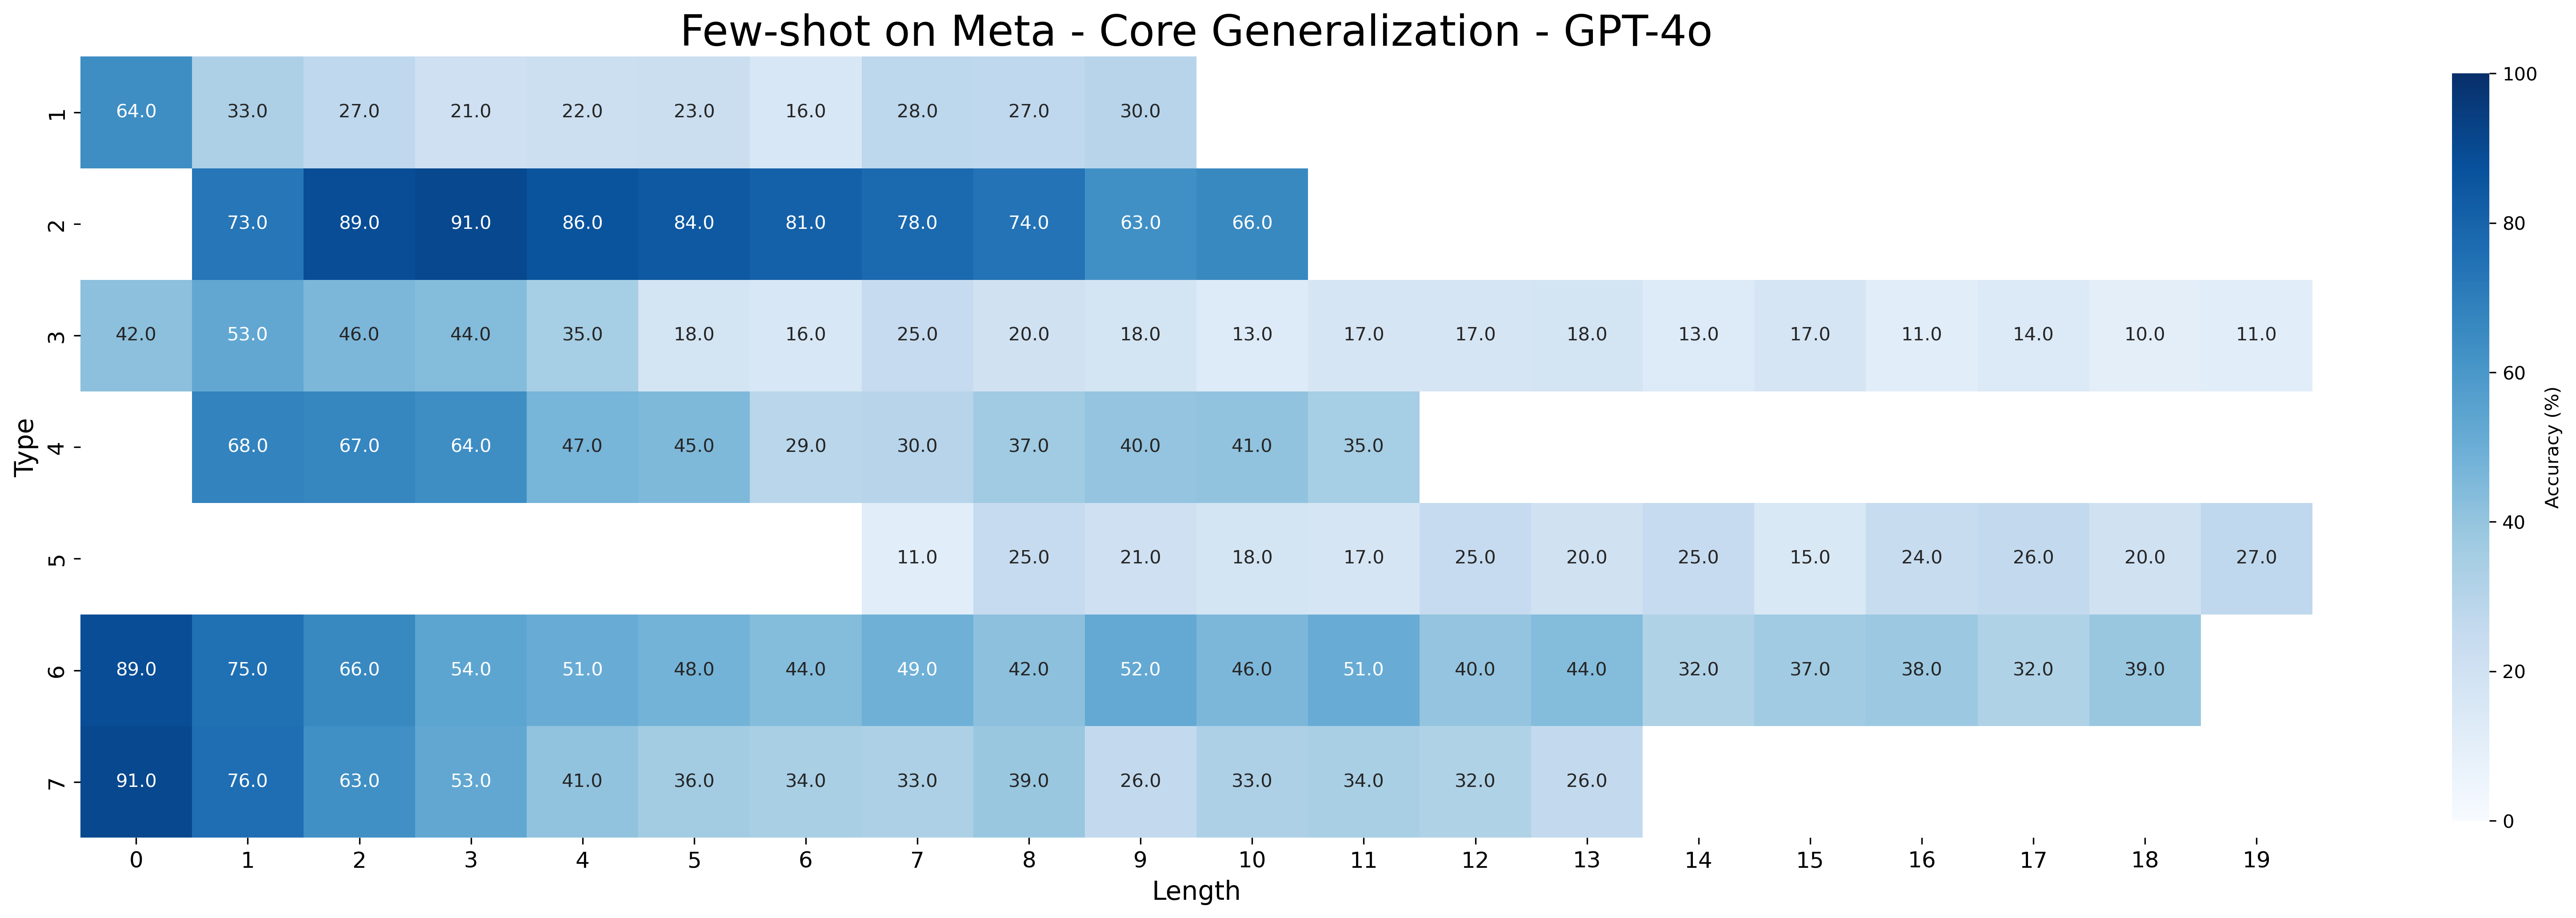 Few-shot on Meta - Core Generalization - GPT-4o
1 64.0 33.0 27.0 21.0 22.0 23.0 16.0 28.0 27.0 30.0
2 73.0 89.0 91.0 86.0 84.0 81.0 78.0 74.0 63.0 66.0
3 42.0 53.0 46.0 44.0 35.0 18.0 16.0 25.0 20.0 18.0 13.0 17.0 17.0 18.0 13.0 17.0 11.0 14.0 10.0 11.0
4 68.0 67.0 64.0 47.0 45.0 29.0 30.0 37.0 40.0 41.0 35.0
5 11.0 25.0 21.0 18.0 17.0 25.0 20.0 25.0 15.0 24.0 26.0 20.0 27.0
6 89.0 75.0 66.0 54.0 51.0 48.0 44.0 49.0 42.0 52.0 46.0 51.0 40.0 44.0 32.0 37.0 38.0 32.0 39.0
7 91.0 76.0 63.0 53.0 41.0 36.0 34.0 33.0 39.0 26.0 33.0 34.0 32.0 26.0
0 1 2 3 4 5 6 7 8 9 10 11 12 13 14 15 16 17 18 19
Length
Type
100
80
60
40
20
0
Accuracy (%)